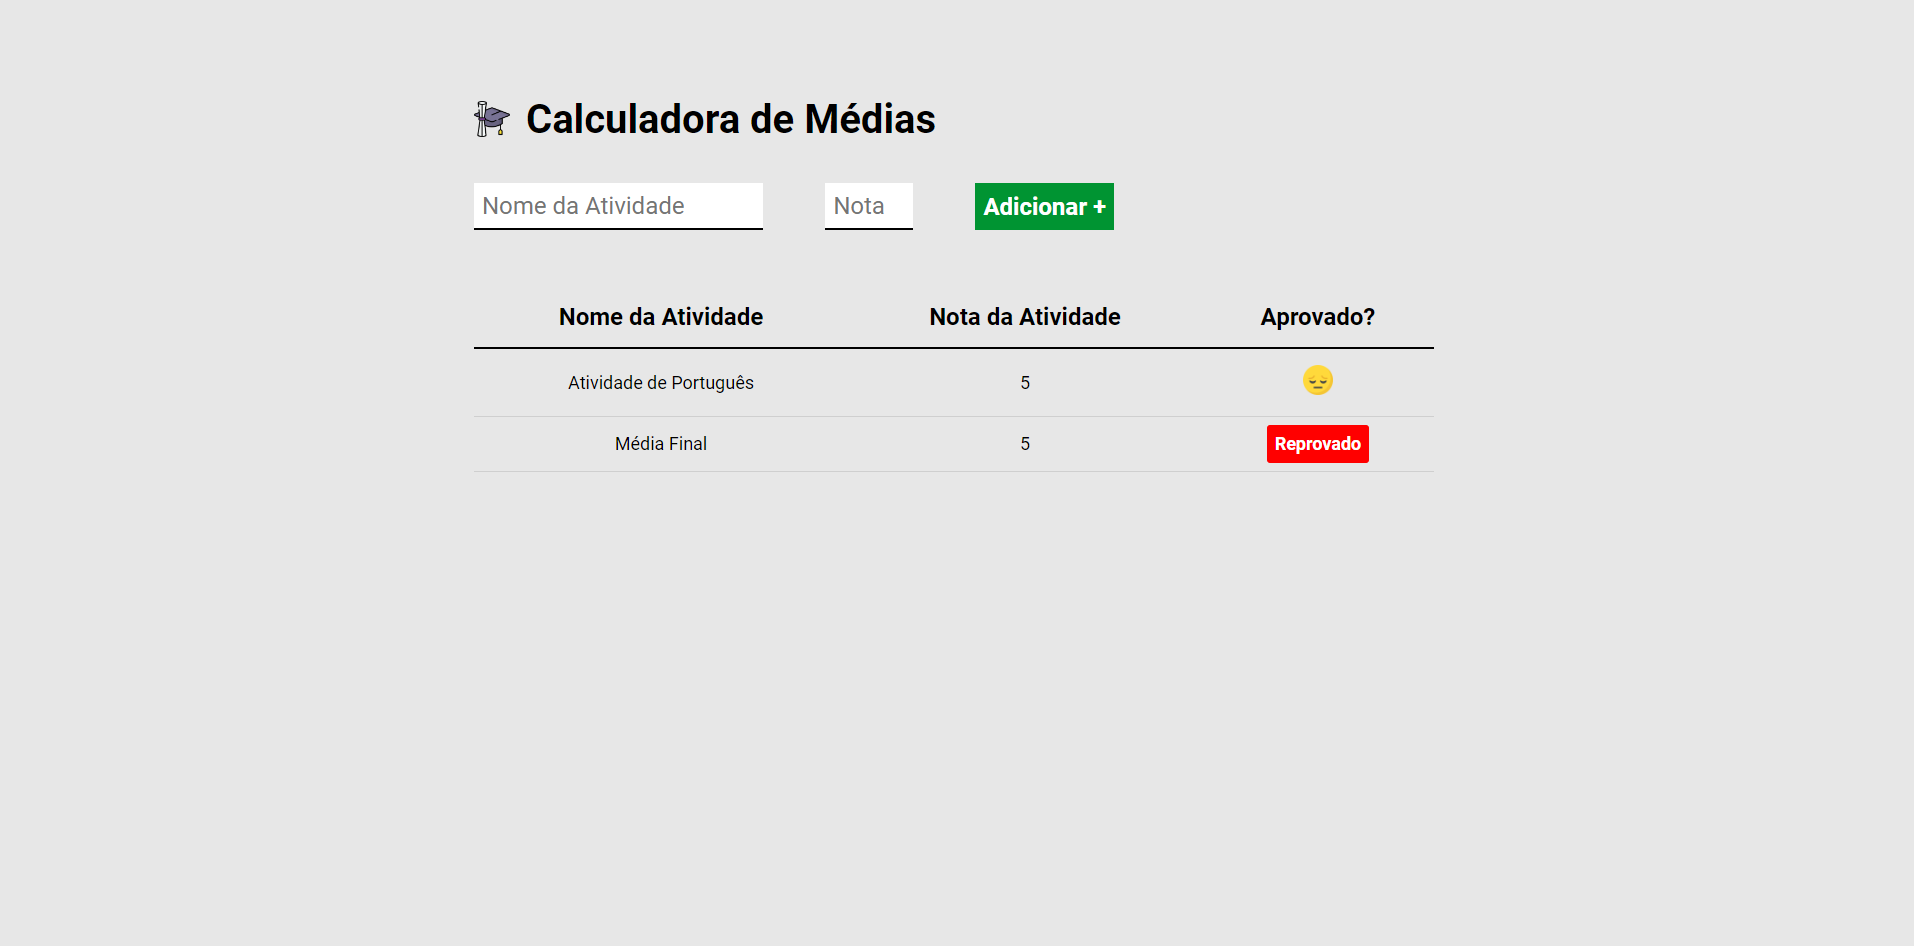 Calculadora de Médias
Nome da Atividade Nota Adicionar +
Nome da Atividade Nota da Atividade Aprovado?
Atividade de Português 5
Média Final 5 Reprovado